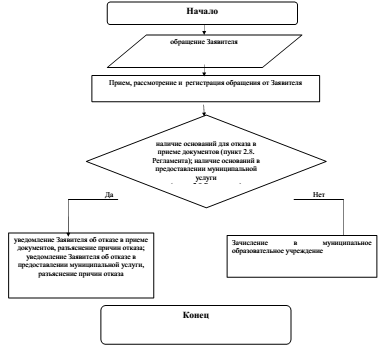 Начало
обращение Заявителя
Прием, рассмотрение и регистрация обращения от Заявителя
наличие оснований для отказа в
приеме документов (пункт 2.8.
Регламента); наличие оснований в
предоставлении муниципальной
услуги
Да
Нет
уведомление Заявителя об отказе в приеме
документов, разъяснение причин отказа;
уведомление Заявителя об отказе в
предоставлении муниципальной услуги,
разъяснение причин отказа
Зачисление в муниципальное
образовательное учреждение
Конец